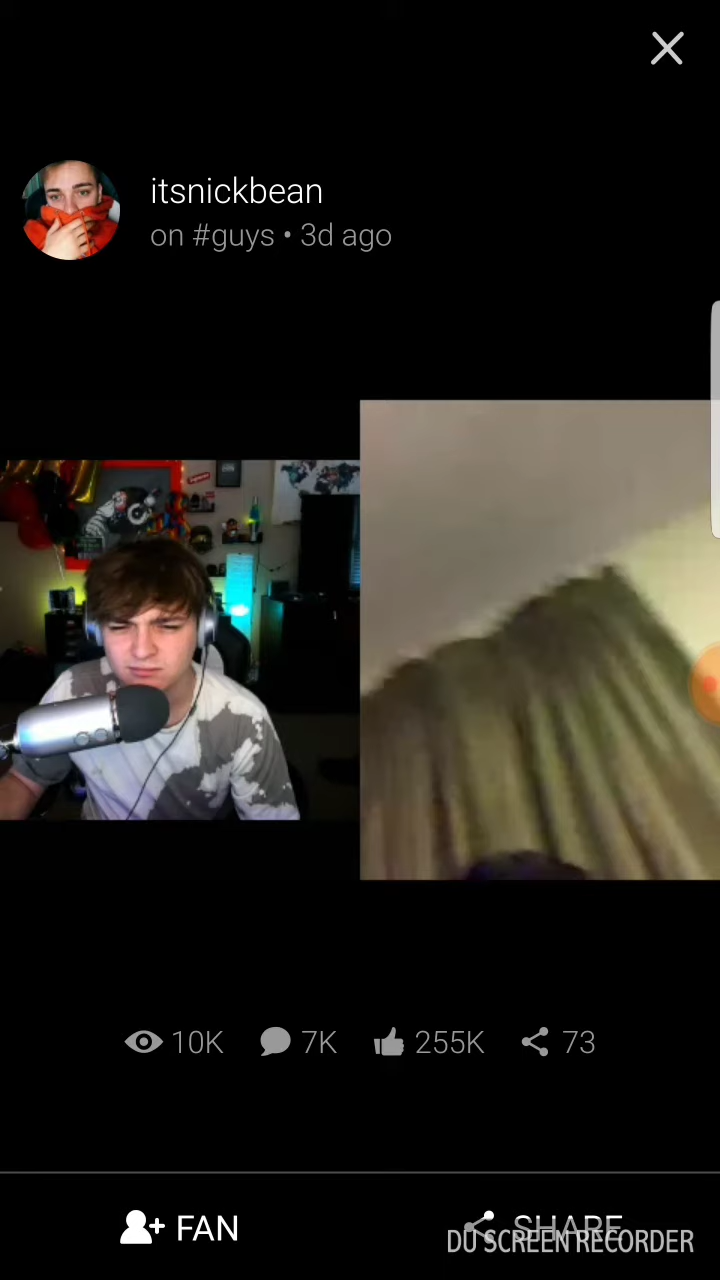 itsnickbean
on #guys • 3d ago
10K 7K 255K 73
FAN
SHARE
DU SCREEN RECORDER